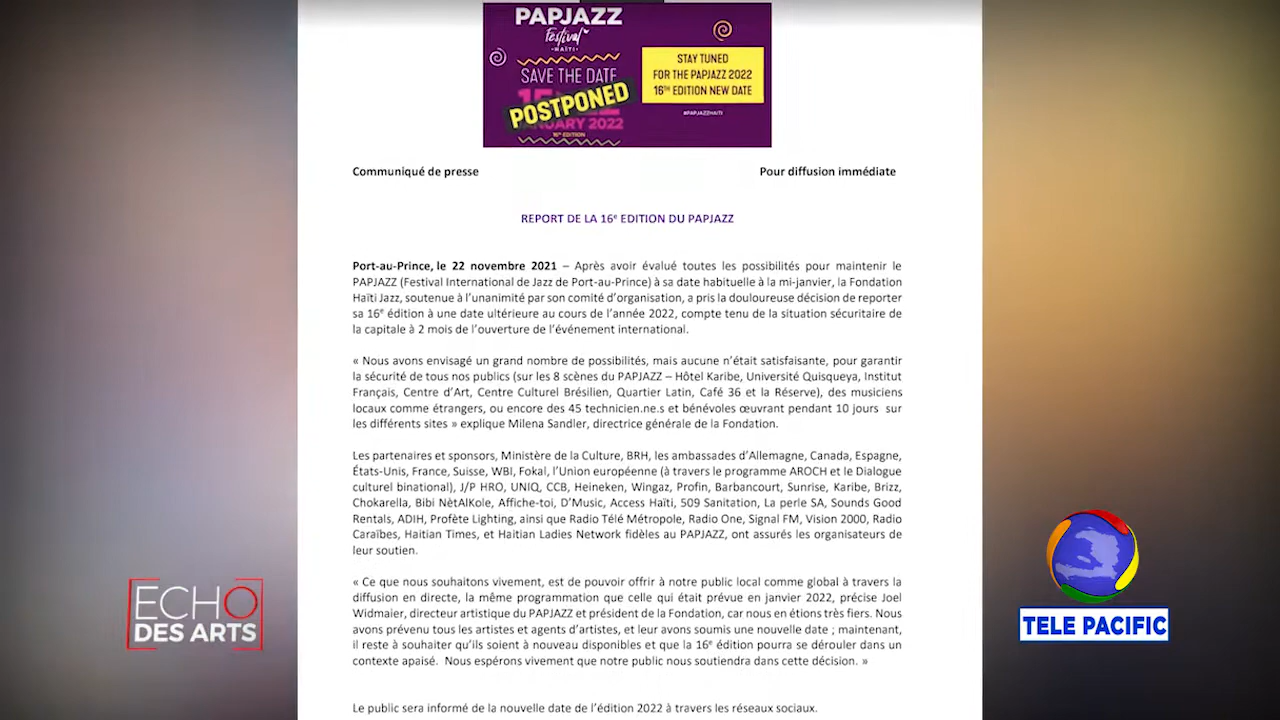 PAPJAZZ
Festival
HAÏTI
SAVE THE DATE
POSTPONED
JANUARY 2022
16TH EDITION
STAY TUNED
FOR THE PAPJAZZ 2022
16TH EDITION NEW DATE
#PAPJAZZHAITI
Communiqué de presse
Pour diffusion immédiate
REPORT DE LA 16e EDITION DU PAPJAZZ
Port-au-Prince, le 22 novembre 2021 – Après avoir évalué toutes les possibilités pour maintenir le
PAPJAZZ (Festival International de Jazz de Port-au-Prince) à sa date habituelle à la mi-janvier, la Fondation
Haïti Jazz, soutenue à l'unanimité par son comité d'organisation, a pris la douloureuse décision de reporter
sa 16e édition à une date ultérieure au cours de l'année 2022, compte tenu de la situation sécuritaire de
la capitale à 2 mois de l'ouverture de l'événement international.
« Nous avons envisagé un grand nombre de possibilités, mais aucune n'était satisfaisante, pour garantir
la sécurité de tous nos publics (sur les 8 scènes du PAPJAZZ – Hôtel Karibe, Université Quisqueya, Institut
Français, Centre d'Art, Centre Culturel Brésilien, Quartier Latin, Café 36 et la Réserve), des musiciens
locaux comme étrangers, ou encore des 45 technicien.ne.s et bénévoles œuvrant pendant 10 jours sur
les différents sites » explique Milena Sandler, directrice générale de la Fondation.
Les partenaires et sponsors, Ministère de la Culture, BRH, les ambassades d'Allemagne, Canada, Espagne,
États-Unis, France, Suisse, WBI, Fokal, l'Union européenne (à travers le programme AROCH et le Dialogue
culturel binational), J/P HRO, UNIQ, CCB, Heineken, Wingaz, Profin, Barbancourt, Sunrise, Karibe, Brizz,
Chokarella, Bibi NètAlKole, Affiche-toi, D'Music, Access Haïti, 509 Sanitation, La perle SA, Sounds Good
Rentals, ADIH, Profète Lighting, ainsi que Radio Télé Métropole, Radio One, Signal FM, Vision 2000, Radio
Caraïbes, Haitian Times, et Haitian Ladies Network fidèles au PAPJAZZ, ont assurés les organisateurs de
leur soutien.
« Ce que nous souhaitons vivement, est de pouvoir offrir à notre public local comme global à travers la
diffusion en directe, la même programmation que celle qui était prévue en janvier 2022, précise Joel
Widmaier, directeur artistique du PAPJAZZ et président de la Fondation, car nous en étions très fiers. Nous
avons prévenu tous les artistes et agents d'artistes, et leur avons soumis une nouvelle date ; maintenant,
il reste à souhaiter qu'ils soient à nouveau disponibles et que la 16e édition pourra se dérouler dans un
contexte apaisé. Nous espérons vivement que notre public nous soutiendra dans cette décision. »
Le public sera informé de la nouvelle date de l'édition 2022 à travers les réseaux sociaux.
ECHO
DES ARTS
TELE PACIFIC